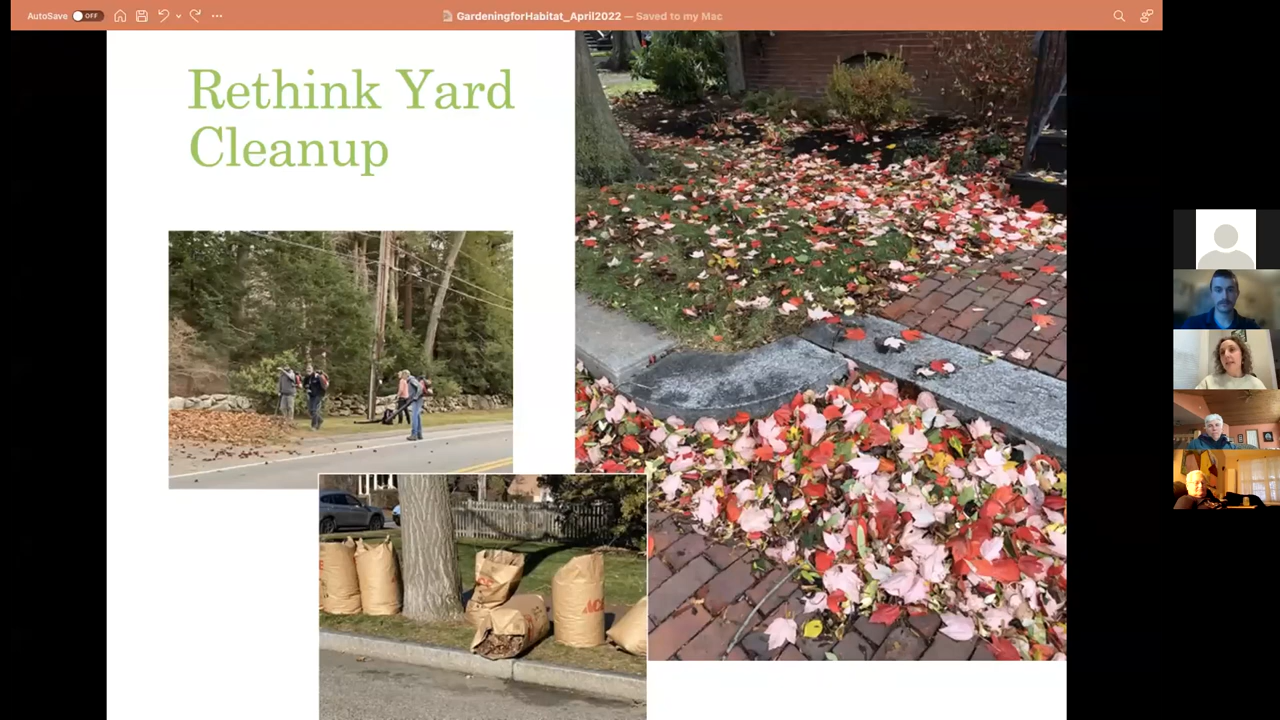 AutoSave OFF
GardeningforHabitat_April2022 — Saved to my Mac
Rethink Yard
Cleanup